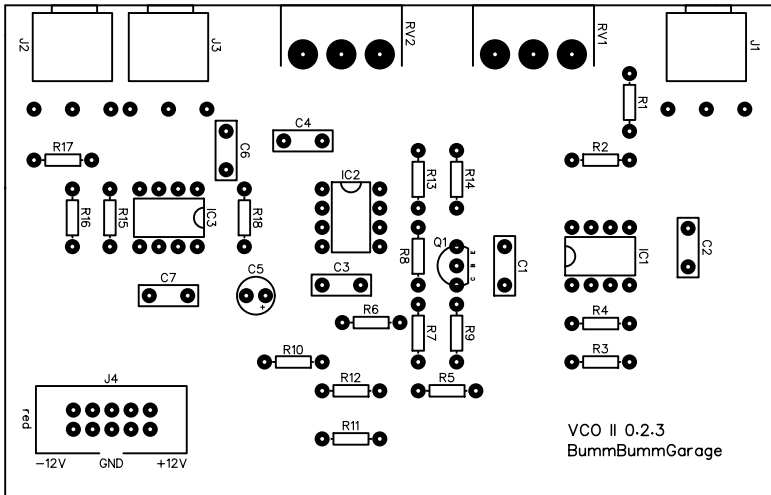 J2
J3
RV2
RV1
J1
R1
C4
C6
R17
R2
IC2
R13
R14
R16
R15
IC3
R18
R8
Q1
E B C
C1
IC1
C2
C7
C5
+
C3
R6
R7
R9
R4
R10
R3
J4
R12
R5
red
R11
VCO II 0.2.3
BummBummGarage
-12V GND +12V